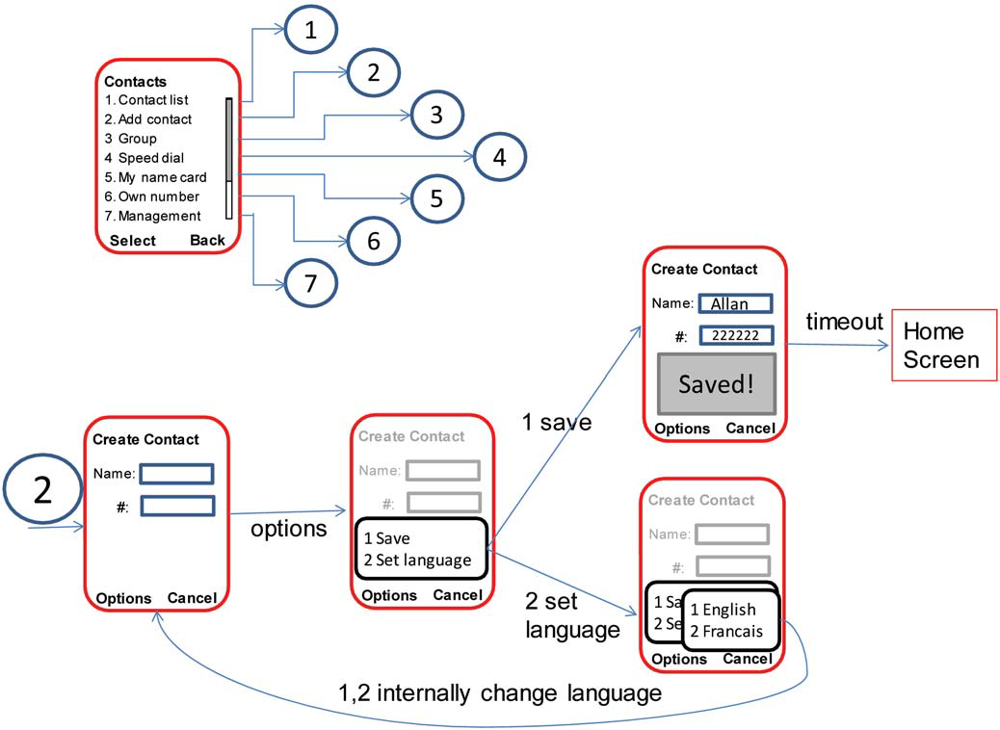 Contacts
1. Contact list
2. Add contact
3 Group
4 Speed dial
5. My name card
6. Own number
7. Management
Select Back
1
2
3
4
5
6
7
2
Create Contact
Name:
#:
Options Cancel
options
Create Contact
Name:
#:
1 Save
2 Set language
Options Cancel
1 save
Create Contact
Name: Allan
#: 222222
Saved!
Options Cancel
timeout
Home
Screen
2 set
language
Create Contact
Name:
#:
1 Sa
2 Se
1 English
2 Francais
Options Cancel
1,2 internally change language